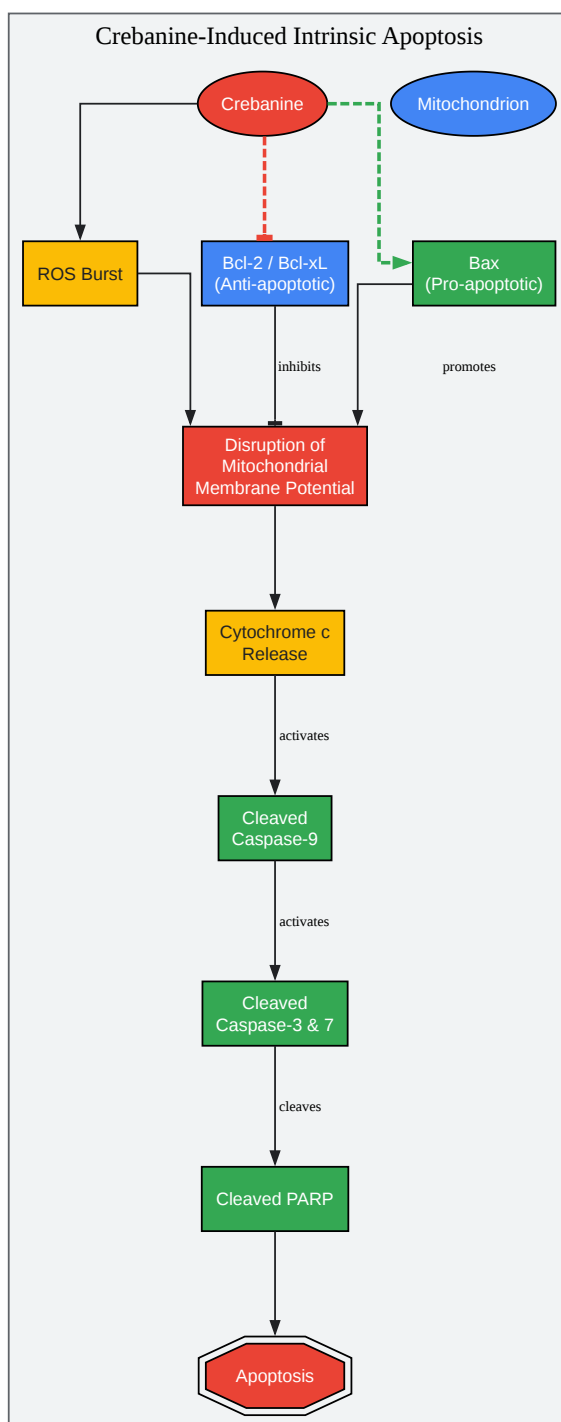 Crebanine-Induced Intrinsic Apoptosis
Crebanine
Mitochondrion
ROS Burst
Bcl-2 / Bcl-xL
(Anti-apoptotic)
Bax
(Pro-apoptotic)
inhibits
promotes
Disruption of
Mitochondrial
Membrane Potential
Cytochrome c
Release
activates
Cleaved
Caspase-9
activates
Cleaved
Caspase-3 & 7
cleaves
Cleaved PARP
Apoptosis